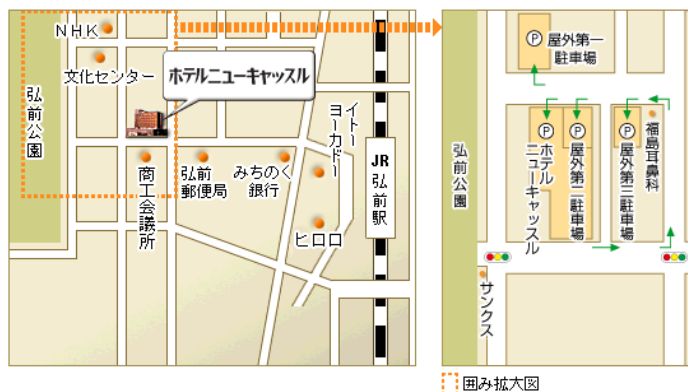 NHK
文化センター
ホテルニューキャッスル
弘前公園
商工会議所
弘前
郵便局
みちのく
銀行
イトー
ヨーカドー
ヒロロ
JR
弘前駅
P
屋外第一
駐車場
P
P
P
ホテル
ニューキャッスル
屋外第二駐車場
屋外第三駐車場
福島耳鼻科
弘前公園
サンクス
囲み拡大図